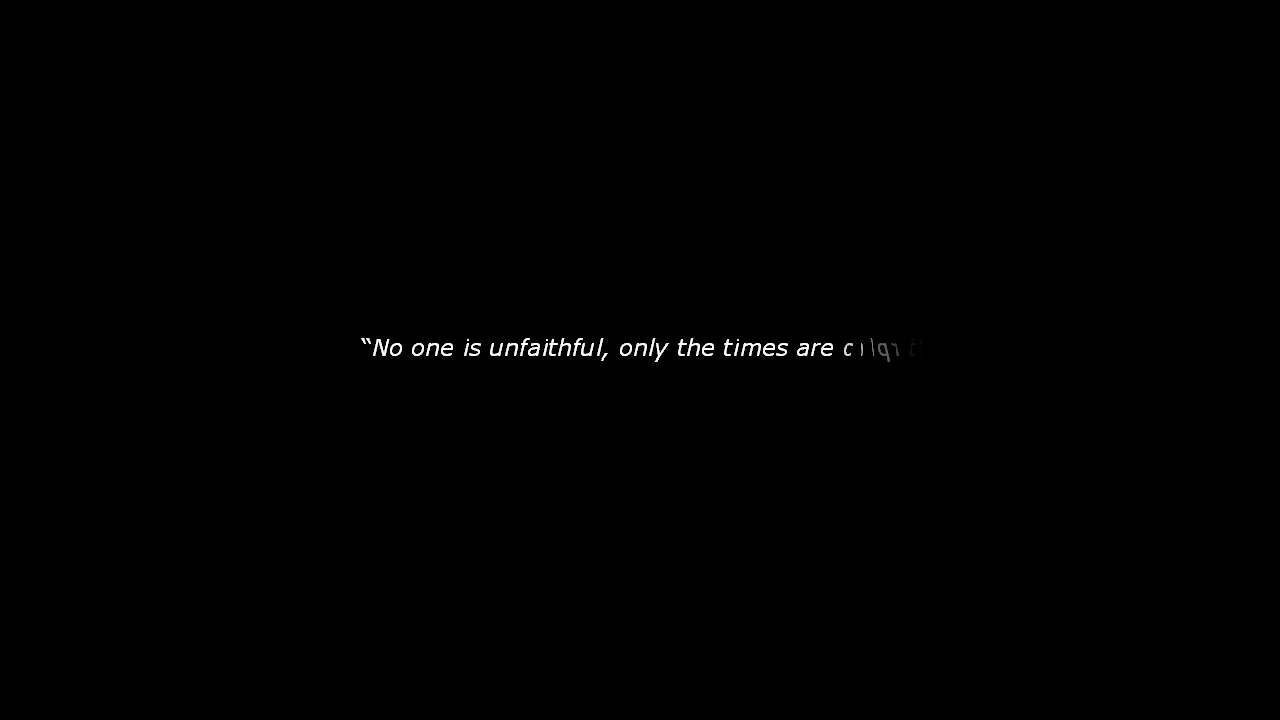 “No one is unfaithful, only the times are